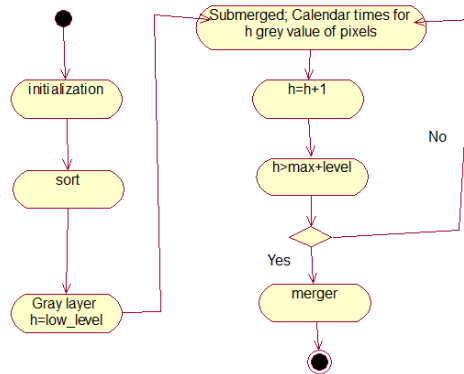 initialization
sort
Gray layer
h=low_level
Submerged; Calendar times for
h grey value of pixels
h=h+1
h>max+level
No
Yes
merger